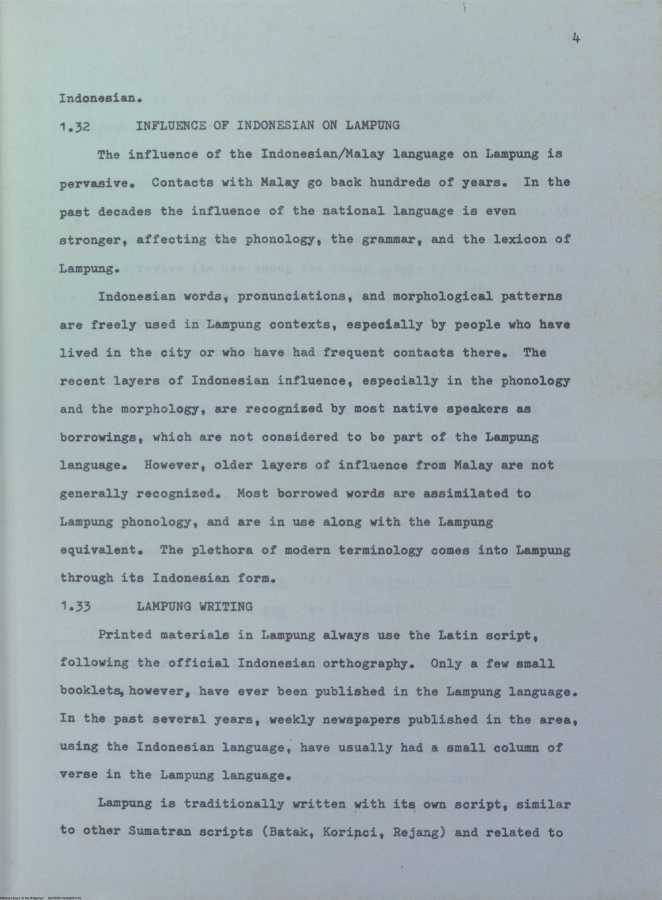 4
Indonesian.
1.32 INFLUENCE OF INDONESIAN ON LAMPUNG
The influence of the Indonesian/Malay language on Lampung is
pervasive. Contacts with Malay go back hundreds of years. In the
past decades the influence of the national language is even
stronger, affecting the phonology, the grammar, and the lexicon of
Lampung.
Indonesian words, pronunciations, and morphological patterns
are freely used in Lampung contexts, especially by people who have
lived in the city or who have had frequent contacts there. The
recent layers of Indonesian influence, especially in the phonology
and the morphology, are recognized by most native speakers as
borrowings, which are not considered to be part of the Lampung
language. However, older layers of influence from Malay are not
generally recognized. Most borrowed words are assimilated to
Lampung phonology, and are in use along with the Lampung
equivalent. The plethora of modern terminology comes into Lampung
through its Indonesian form.
1.33 LAMPUNG WRITING
Printed materials in Lampung always use the Latin script,
following the official Indonesian orthography. Only a few small
booklets, however, have ever been published in the Lampung language.
In the past several years, weekly newspapers published in the area,
using the Indonesian language, have usually had a small column of
verse in the Lampung language.
Lampung is traditionally written with its own script, similar
to other Sumatran scripts (Batak, Korinci, Rejang) and related to